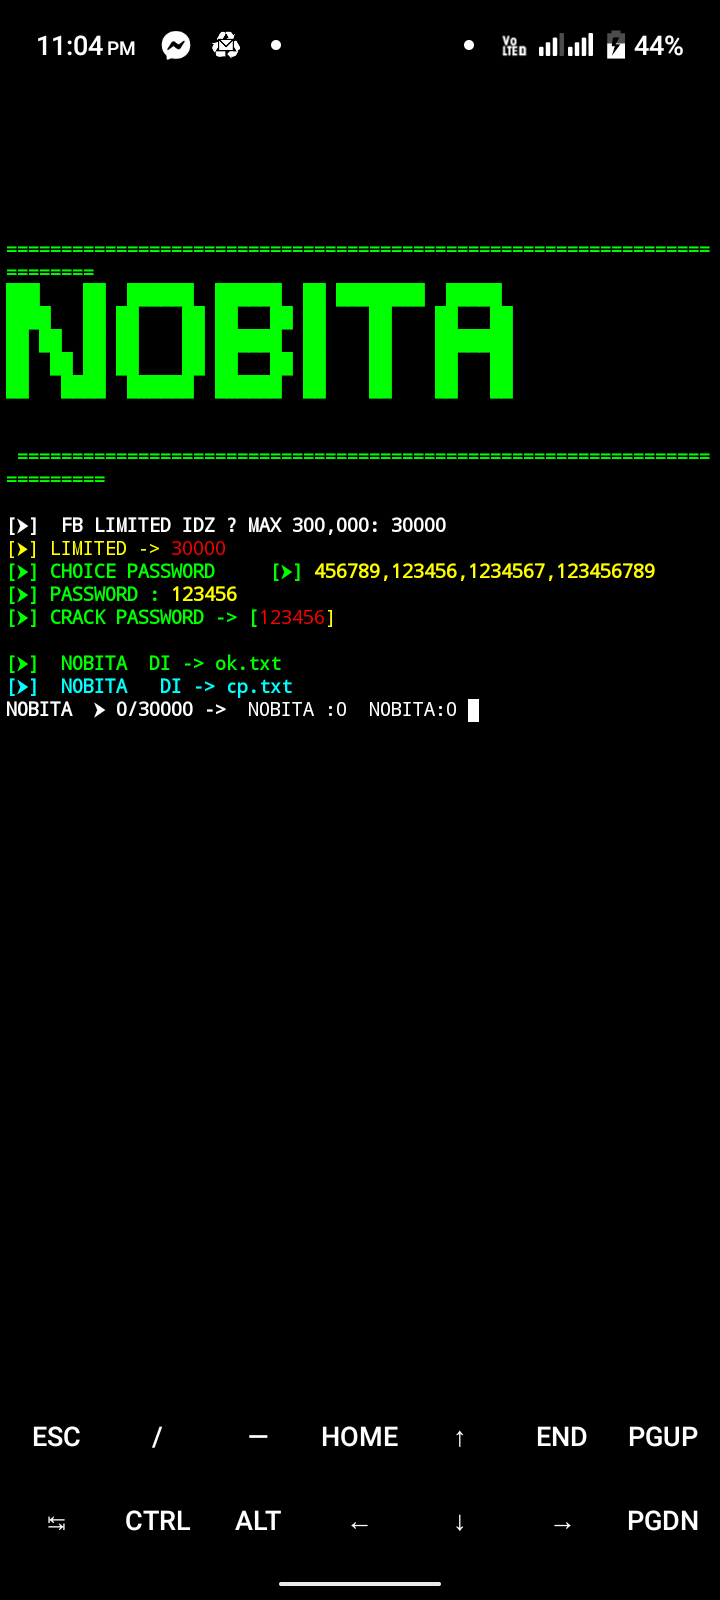 11:04 PM VoLTED 44%
====================================================================
========
NOBITA
====================================================================
=========
[➤] FB LIMITED IDZ ? MAX 300,000: 30000
[➤] LIMITED -> 30000
[➤] CHOICE PASSWORD [➤] 456789,123456,1234567,123456789
[➤] PASSWORD : 123456
[➤] CRACK PASSWORD -> [123456]
[➤] NOBITA DI -> ok.txt
[➤] NOBITA DI -> cp.txt
NOBITA ➤ 0/30000 -> NOBITA :0 NOBITA:0
ESC / — HOME ↑ END PGUP
↹ CTRL ALT ← ↓ → PGDN